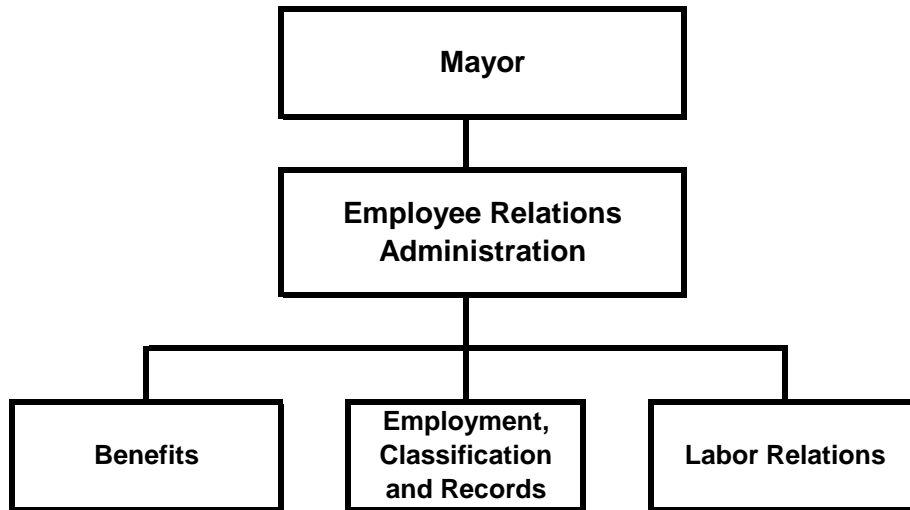 Mayor
Employee Relations
Administration
Benefits
Employment,
Classification
and Records
Labor Relations